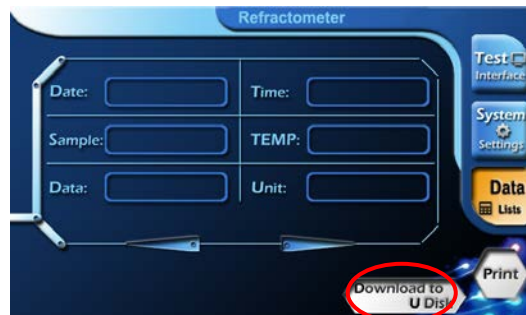 Refractometer
Date:
Time:
Sample:
TEMP:
Data:
Unit:
Test
Interface
System
Settings
Data
Lists
Download to
U Disk
Print